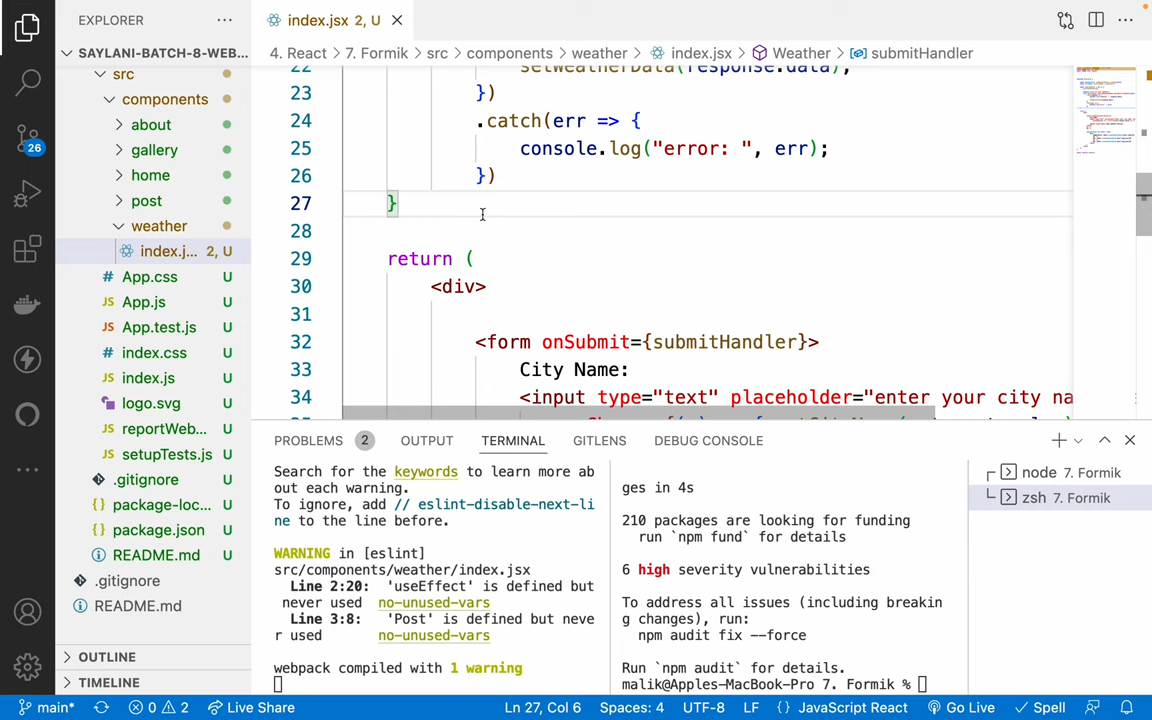 EXPLORER
index.jsx 2, U
SAYLANI-BATCH-8-WEB...
4. React > 7. Formik > src > components > weather > index.jsx > Weather > submitHandler
src
components
about
gallery
home
post
weather
index.j... 2, U
App.css U
App.js U
App.test.js U
index.css U
index.js U
logo.svg U
reportWeb... U
setupTests.js U
.gitignore U
package-loc... U
package.json U
README.md U
.gitignore
README.md
OUTLINE
TIMELINE
26
22 setWeatherData(response.data);
23 })
24 .catch(err => {
25 console.log("error: ", err);
26 })
27 }
28
29 return (
30 <div>
31
32 <form onSubmit={submitHandler}>
33 City Name:
34 <input type="text" placeholder="enter your city na
PROBLEMS 2 OUTPUT TERMINAL GITLENS DEBUG CONSOLE
Search for the keywords to learn more ab
out each warning.
To ignore, add // eslint-disable-next-li
ne to the line before.
WARNING in [eslint]
src/components/weather/index.jsx
Line 2:20: 'useEffect' is defined but
never used no-unused-vars
Line 3:8: 'Post' is defined but neve
r used no-unused-vars
webpack compiled with 1 warning
ges in 4s
210 packages are looking for funding
run `npm fund` for details
6 high severity vulnerabilities
To address all issues (including breakin
g changes), run:
npm audit fix --force
Run `npm audit` for details.
malik@Apples-MacBook-Pro 7. Formik %
node 7. Formik
zsh 7. Formik
main* 0 2 Live Share Ln 27, Col 6 Spaces: 4 UTF-8 LF {} JavaScript React Go Live Spell